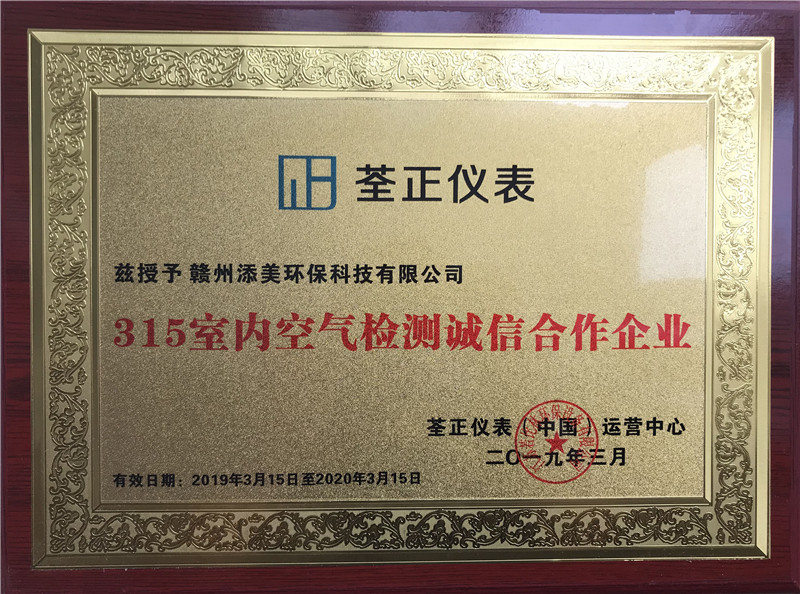 荃正仪表
兹授予 赣州添美环保科技有限公司
315室内空气检测诚信合作企业
荃正仪表（中国）运营中心
二〇一九年三月
有效日期：2019年3月15日至2020年3月15日